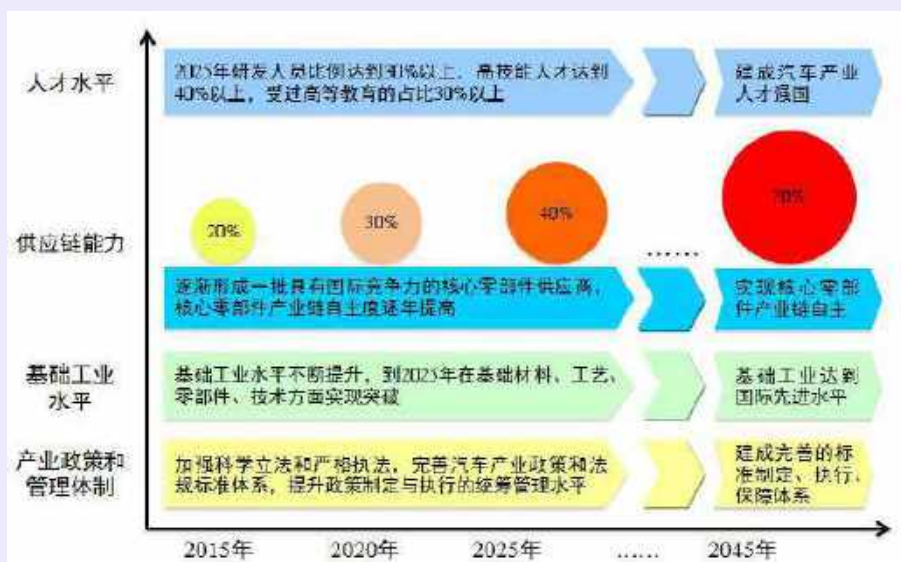 人才水平
2025年研发人员比例达到30%以上，高技能人才达到
40%以上，受过高等教育的占比30%以上
建成汽车产业
人才强国
供应链能力
20%
30%
40%
70%
……
逐渐形成一批具有国际竞争力的核心零部件供应商，
核心零部件产业链自主度逐年提高
实现核心零部
件产业链自主
基础工业
水平
基础工业水平不断提升，到2025年在基础材料、工艺、
零部件、技术方面实现突破
基础工业达到
国际先进水平
产业政策和
管理体制
加强科学立法和严格执法，完善汽车产业政策和法
规标准体系，提升政策制定与执行的统筹管理水平
建成完善的标
准制定、执行、
保障体系
2015年
2020年
2025年
……
2045年